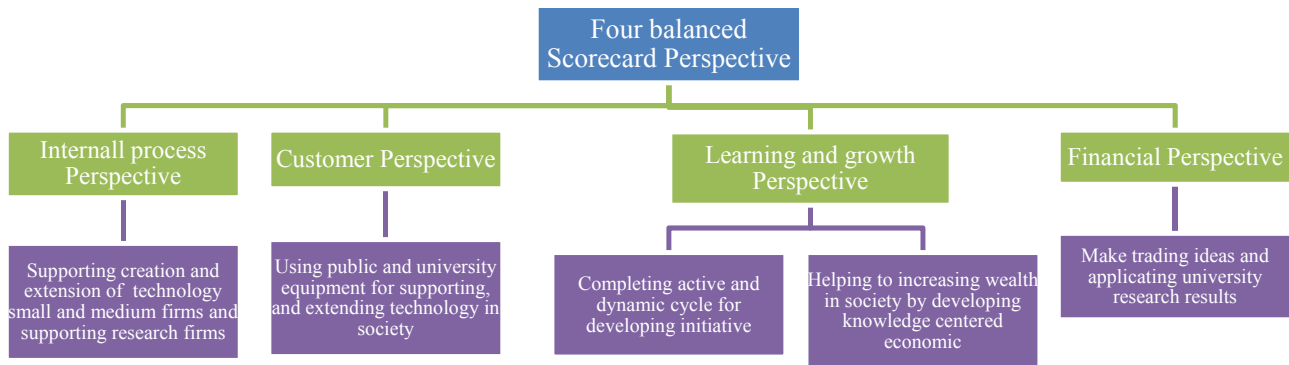 Four balanced
Scorecard Perspective
Internall process
Perspective
Customer Perspective
Learning and growth
Perspective
Financial Perspective
Supporting creation and
extension of technology
small and medium firms and
supporting research firms
Using public and university
equipment for supporting,
and extending technology in
society
Completing active and
dynamic cycle for
developing initiative
Helping to increasing wealth
in society by developing
knowledge centered
economic
Make trading ideas and
applicating university
research results